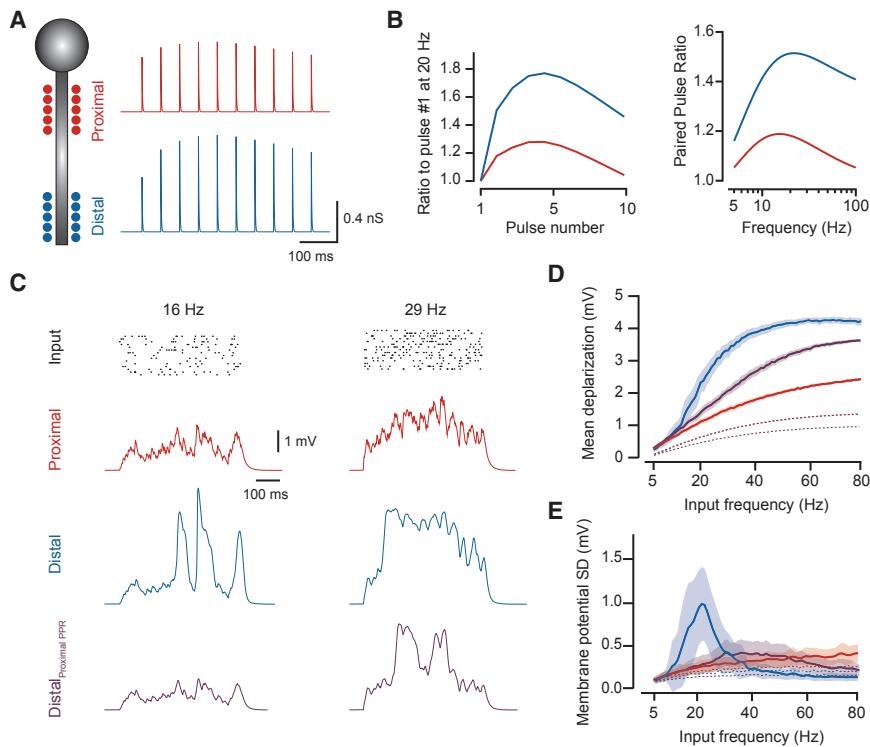 A
Proximal
Distal
0.4 nS
100 ms
B
Ratio to pulse #1 at 20 Hz
1.8
1.6
1.4
1.2
1.0
1
5
10
Pulse number
Paired Pulse Ratio
1.6
1.4
1.2
1.0
5
10
100
Frequency (Hz)
C
16 Hz
29 Hz
Input
Proximal
1 mV
100 ms
Distal
Distal Proximal PPR
D
Mean deplarization (mV)
5
4
3
2
1
0
5
20
40
60
80
Input frequency (Hz)
E
Membrane potential SD (mV)
1.5
1.0
0.5
0.0
5
20
40
60
80
Input frequency (Hz)